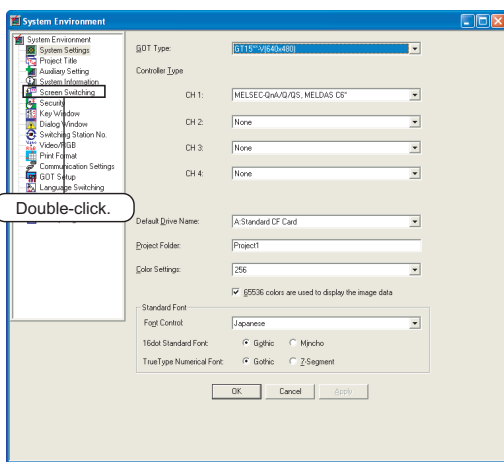 System Environment
System Environment
System Settings
Project Title
Auxiliary Setting
System Information
Screen Switching
Security
Key Window
Dialog Window
Switching Station No.
Video/RGB
Print Format
Communication Settings
GOT Setup
Language Switching
Double-click.
GOT Type:
GT15**-V(640x480)
Controller Type
CH 1:
MELSEC-QnA/Q/QS, MELDAS C6*
CH 2:
None
CH 3:
None
CH 4:
None
Default Drive Name:
A:Standard CF Card
Project Folder:
Project1
Color Settings:
256
65536 colors are used to display the image data
Standard Font
Font Control:
Japanese
16dot Standard Font:
Gothic
Mincho
TrueType Numerical Font:
Gothic
7-Segment
OK
Cancel
Apply